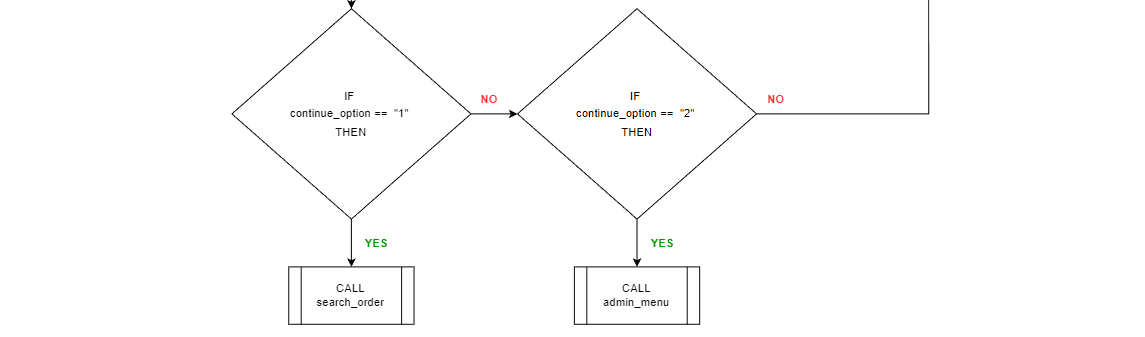 IF
continue_option == "1"
THEN
NO
IF
continue_option == "2"
THEN
NO
YES
YES
CALL
search_order
CALL
admin_menu